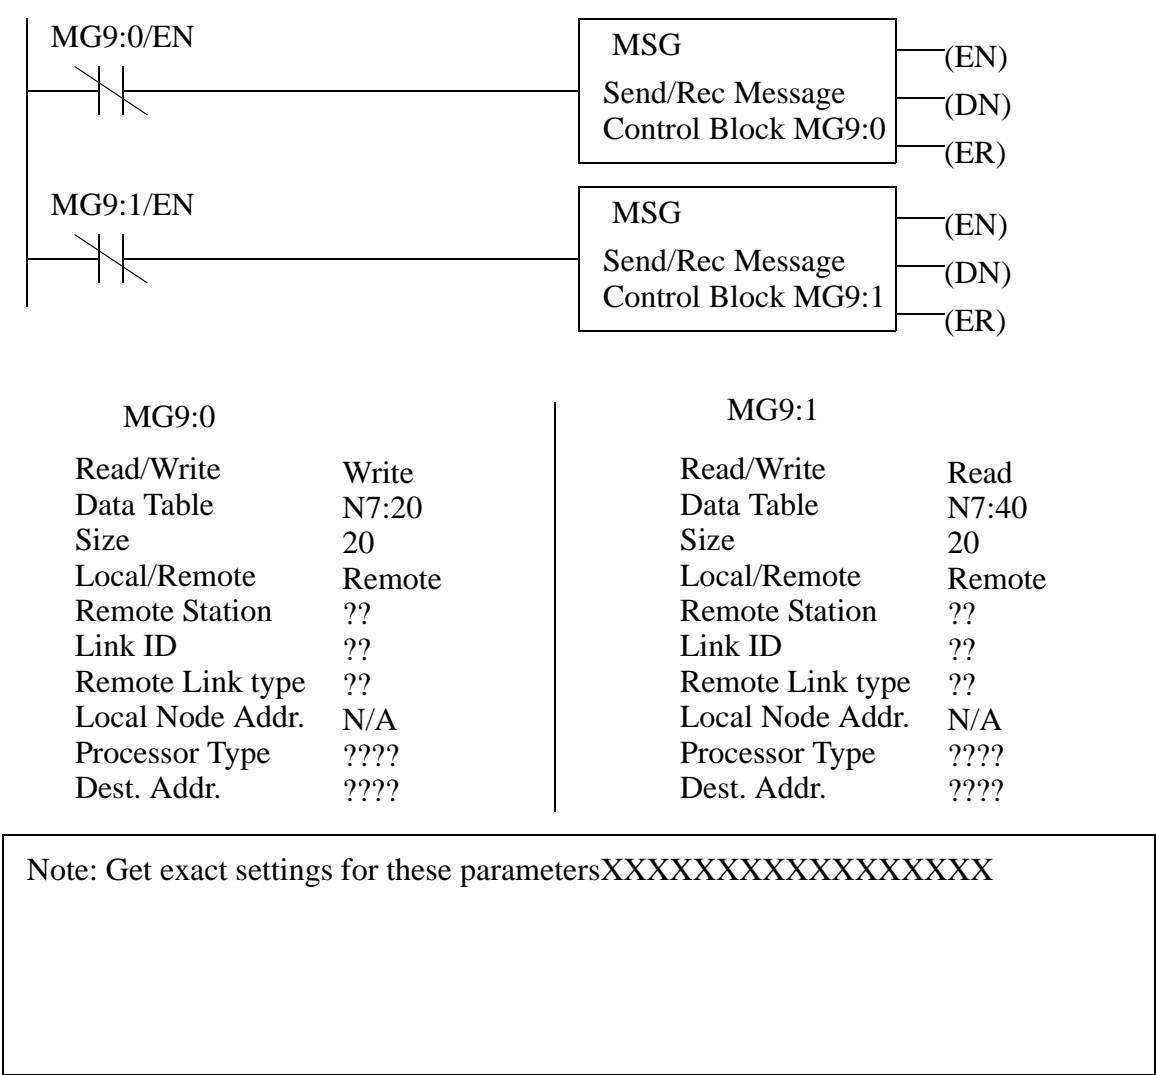 MG9:0/EN
MSG
(EN)
Send/Rec Message
(DN)
Control Block MG9:0
(ER)
MG9:1/EN
MSG
(EN)
Send/Rec Message
(DN)
Control Block MG9:1
(ER)
MG9:0
Read/Write Write
Data Table N7:20
Size 20
Local/Remote Remote
Remote Station ??
Link ID ??
Remote Link type ??
Local Node Addr. N/A
Processor Type ????
Dest. Addr. ????
MG9:1
Read/Write Read
Data Table N7:40
Size 20
Local/Remote Remote
Remote Station ??
Link ID ??
Remote Link type ??
Local Node Addr. N/A
Processor Type ????
Dest. Addr. ????
Note: Get exact settings for these parametersXXXXXXXXXXXXXXXXX